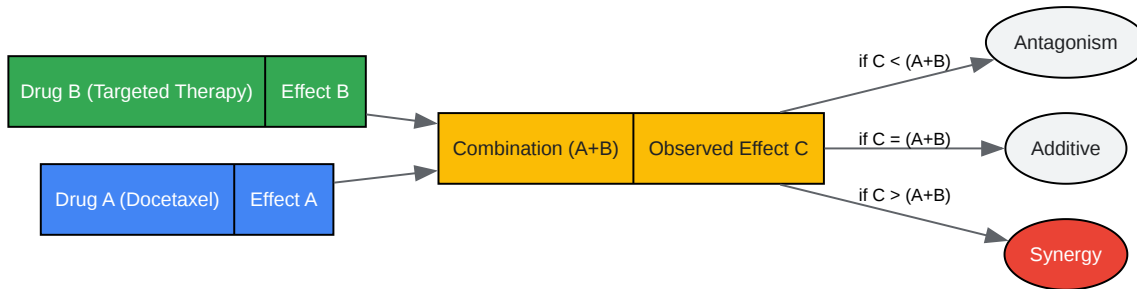 Drug B (Targeted Therapy)
Effect B
Drug A (Docetaxel)
Effect A
Combination (A+B)
Observed Effect C
if C < (A+B)
if C = (A+B)
if C > (A+B)
Antagonism
Additive
Synergy